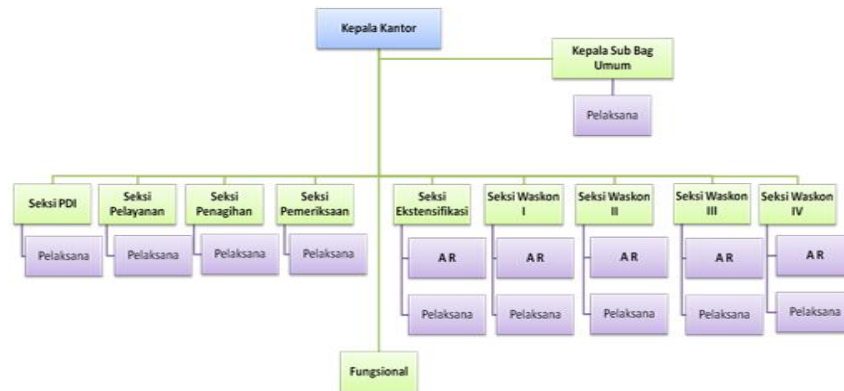 Kepala Kantor
Kepala Sub Bag
Umum
Pelaksana
Seksi PDI
Seksi
Pelayanan
Seksi
Penagihan
Seksi
Pemeriksaan
Seksi
Ekstensifikasi
Seksi Waskon
I
Seksi Waskon
II
Seksi Waskon
III
Seksi Waskon
IV
Pelaksana
Pelaksana
Pelaksana
Pelaksana
A R
A R
A R
A R
A R
Pelaksana
Pelaksana
Pelaksana
Pelaksana
Pelaksana
Fungsional